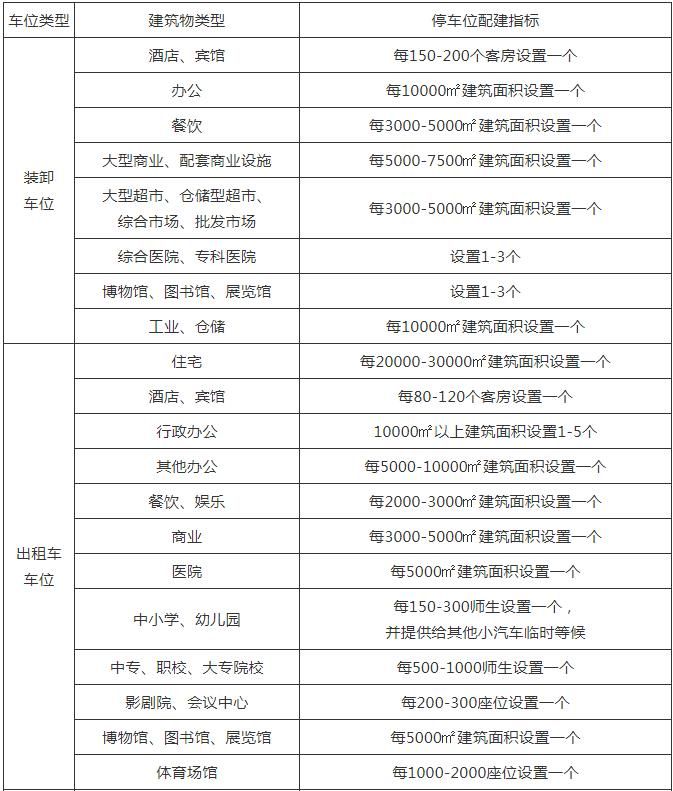 车位类型 建筑物类型 停车位配建指标
酒店、宾馆 每150-200个客房设置一个
办公 每10000㎡建筑面积设置一个
餐饮 每3000-5000㎡建筑面积设置一个
大型商业、配套商业设施 每5000-7500㎡建筑面积设置一个
装卸
车位
大型超市、仓储型超市、
综合市场、批发市场
每3000-5000㎡建筑面积设置一个
综合医院、专科医院 设置1-3个
博物馆、图书馆、展览馆 设置1-3个
工业、仓储 每10000㎡建筑面积设置一个
住宅 每20000-30000㎡建筑面积设置一个
酒店、宾馆 每80-120个客房设置一个
行政办公 10000㎡以上建筑面积设置1-5个
其他办公 每5000-10000㎡建筑面积设置一个
餐饮、娱乐 每2000-3000㎡建筑面积设置一个
商业 每3000-5000㎡建筑面积设置一个
出租车
车位
医院 每5000㎡建筑面积设置一个
中小学、幼儿园
每150-300师生设置一个，
并提供给其他小汽车临时等候
中专、职校、大专院校 每500-1000师生设置一个
影剧院、会议中心 每200-300座位设置一个
博物馆、图书馆、展览馆 每5000㎡建筑面积设置一个
体育场馆 每1000-2000座位设置一个